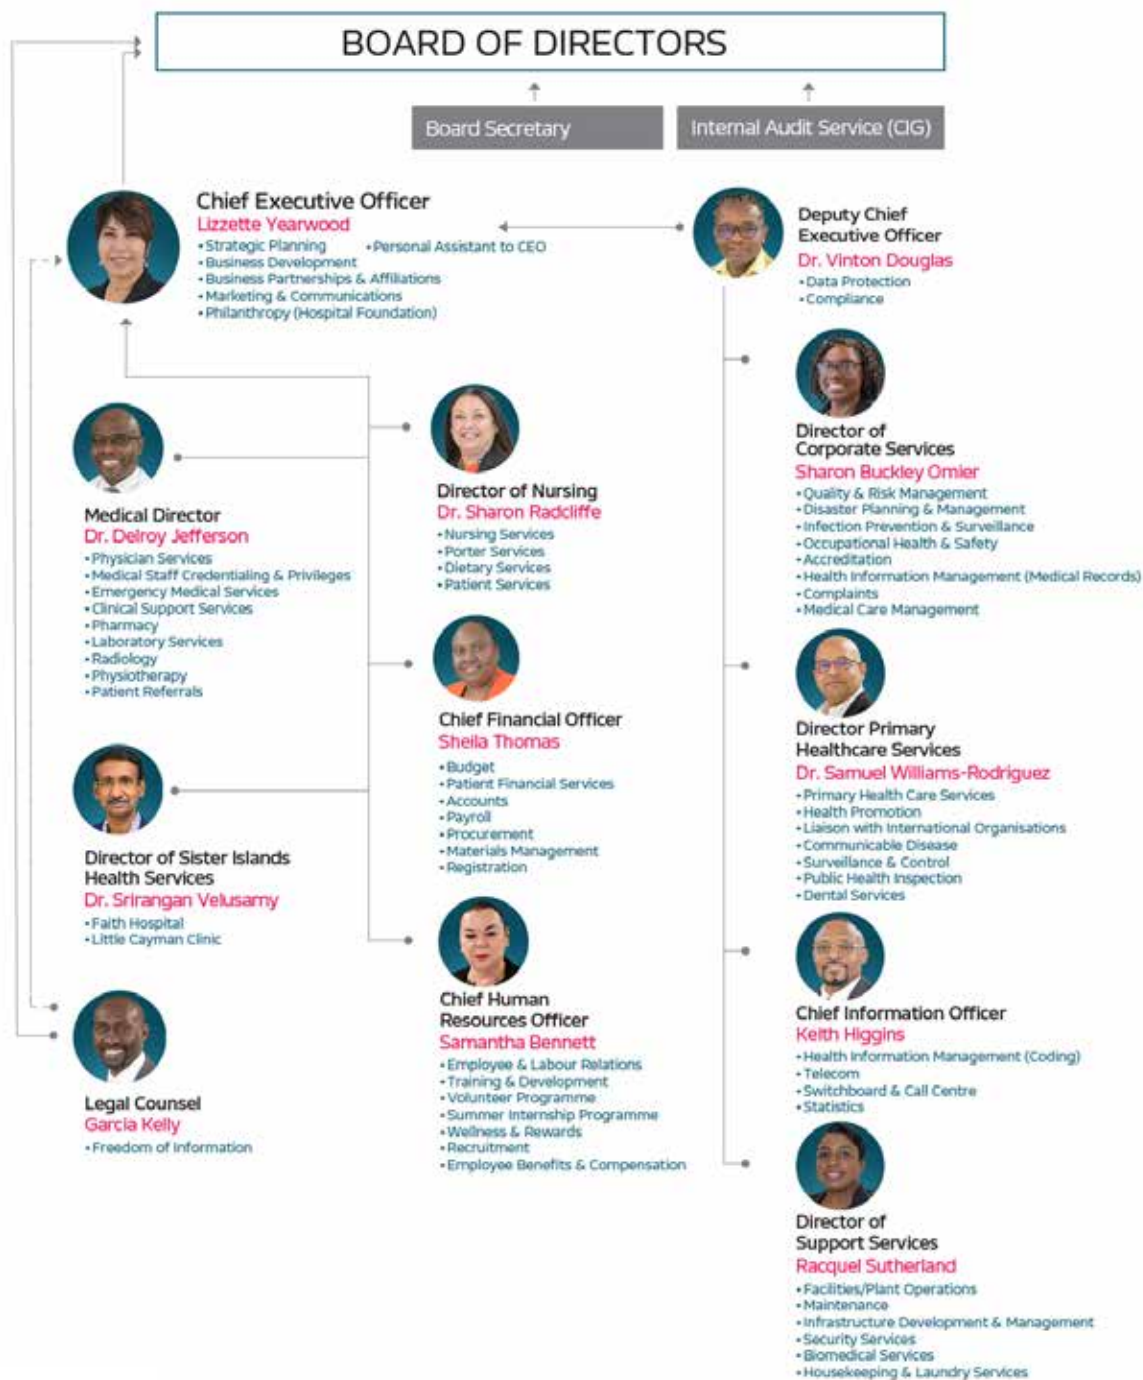 BOARD OF DIRECTORS
Board Secretary
Internal Audit Service (CIG)
Chief Executive Officer
Lizzette Yearwood
• Strategic Planning
• Personal Assistant to CEO
• Business Development
• Business Partnerships & Affiliations
• Marketing & Communications
• Philanthropy (Hospital Foundation)
Deputy Chief
Executive Officer
Dr. Vinton Douglas
• Data Protection
• Compliance
Medical Director
Dr. Delroy Jefferson
• Physician Services
• Medical Staff Credentialing & Privileges
• Emergency Medical Services
• Clinical Support Services
• Pharmacy
• Laboratory Services
• Radiology
• Physiotherapy
• Patient Referrals
Director of Sister Islands
Health Services
Dr. Srirangan Velusamy
• Faith Hospital
• Little Cayman Clinic
Legal Counsel
Garcia Kelly
• Freedom of Information
Director of Nursing
Dr. Sharon Radcliffe
• Nursing Services
• Porter Services
• Dietary Services
• Patient Services
Chief Financial Officer
Sheila Thomas
• Budget
• Patient Financial Services
• Accounts
• Payroll
• Procurement
• Materials Management
• Registration
Chief Human
Resources Officer
Samantha Bennett
• Employee & Labour Relations
• Training & Development
• Volunteer Programme
• Summer Internship Programme
• Wellness & Rewards
• Recruitment
• Employee Benefits & Compensation
Director of
Corporate Services
Sharon Buckley Omier
• Quality & Risk Management
• Disaster Planning & Management
• Infection Prevention & Surveillance
• Occupational Health & Safety
• Accreditation
• Health Information Management (Medical Records)
• Complaints
• Medical Care Management
Director Primary
Healthcare Services
Dr. Samuel Williams-Rodriguez
• Primary Health Care Services
• Health Promotion
• Liaison with International Organisations
• Communicable Disease
• Surveillance & Control
• Public Health Inspection
• Dental Services
Chief Information Officer
Keith Higgins
• Health Information Management (Coding)
• Telecom
• Switchboard & Call Centre
• Statistics
Director of
Support Services
Racquel Sutherland
• Facilities/Plant Operations
• Maintenance
• Infrastructure Development & Management
• Security Services
• Biomedical Services
• Housekeeping & Laundry Services